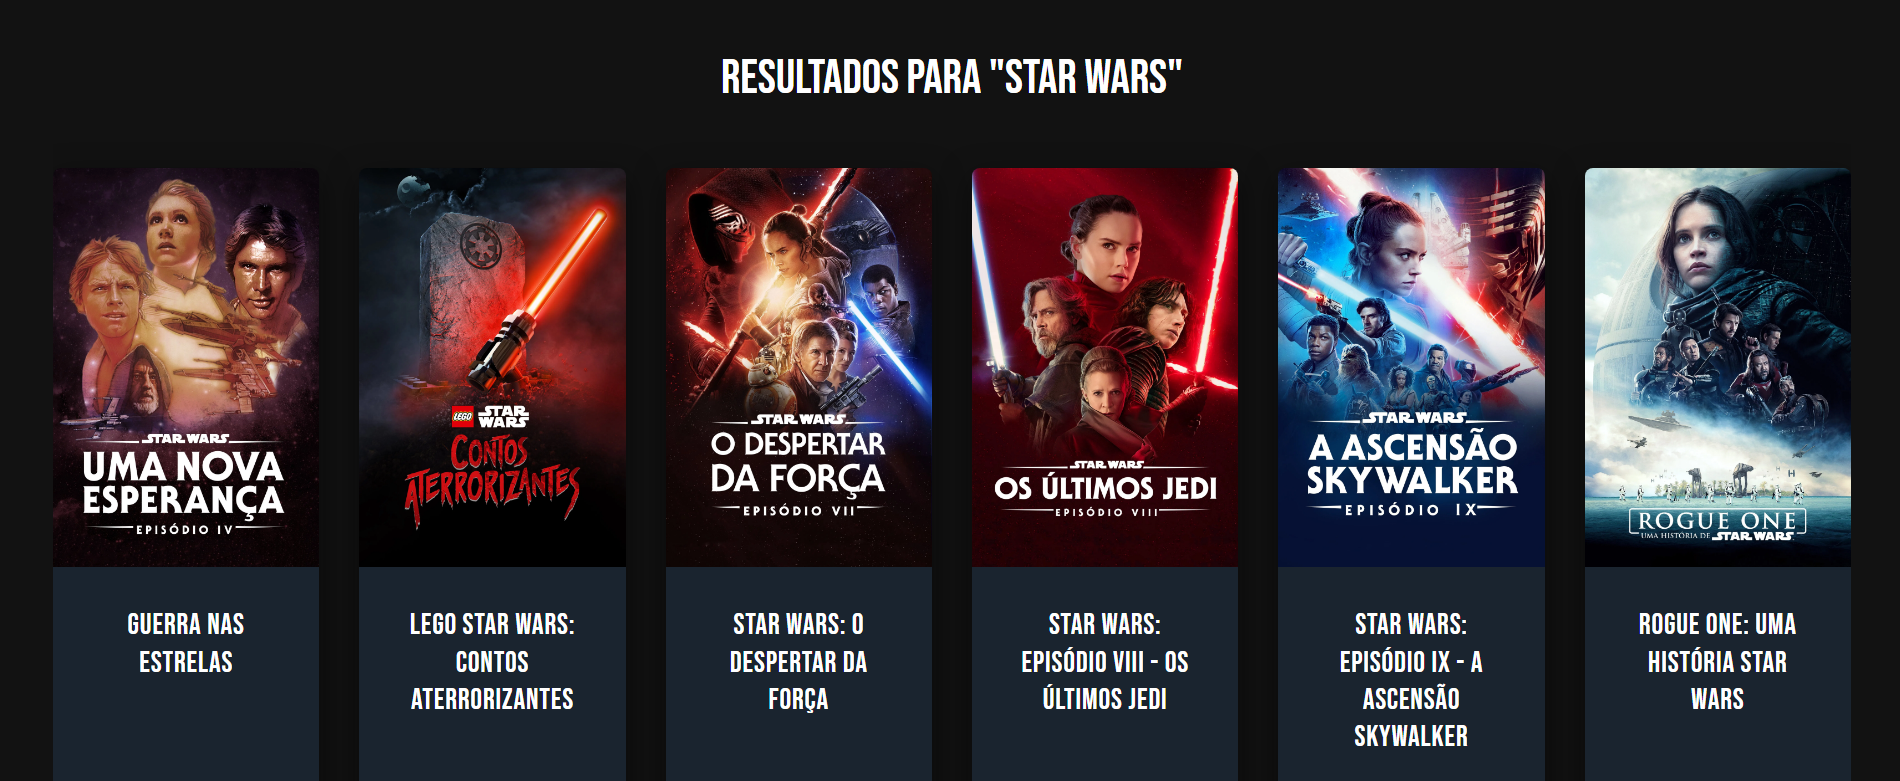 RESULTADOS PARA "STAR WARS"
STAR WARS
UMA NOVA
ESPERANÇA
EPISÓDIO IV
GUERRA NAS
ESTRELAS
LEGO STAR
WARS
CONTOS
ATERRORIZANTES
LEGO STAR WARS:
CONTOS
ATERRORIZANTES
STAR WARS
O DESPERTAR
DA FORÇA
EPISÓDIO VII
STAR WARS: O
DESPERTAR DA
FORÇA
STAR WARS
OS ÚLTIMOS JEDI
EPISÓDIO VIII
STAR WARS:
EPISÓDIO VIII - OS
ÚLTIMOS JEDI
STAR WARS
A ASCENSÃO
SKYWALKER
EPISÓDIO IX
STAR WARS:
EPISÓDIO IX - A
ASCENSÃO
SKYWALKER
ROGUE ONE
UMA HISTÓRIA DE STAR WARS
ROGUE ONE: UMA
HISTÓRIA STAR
WARS